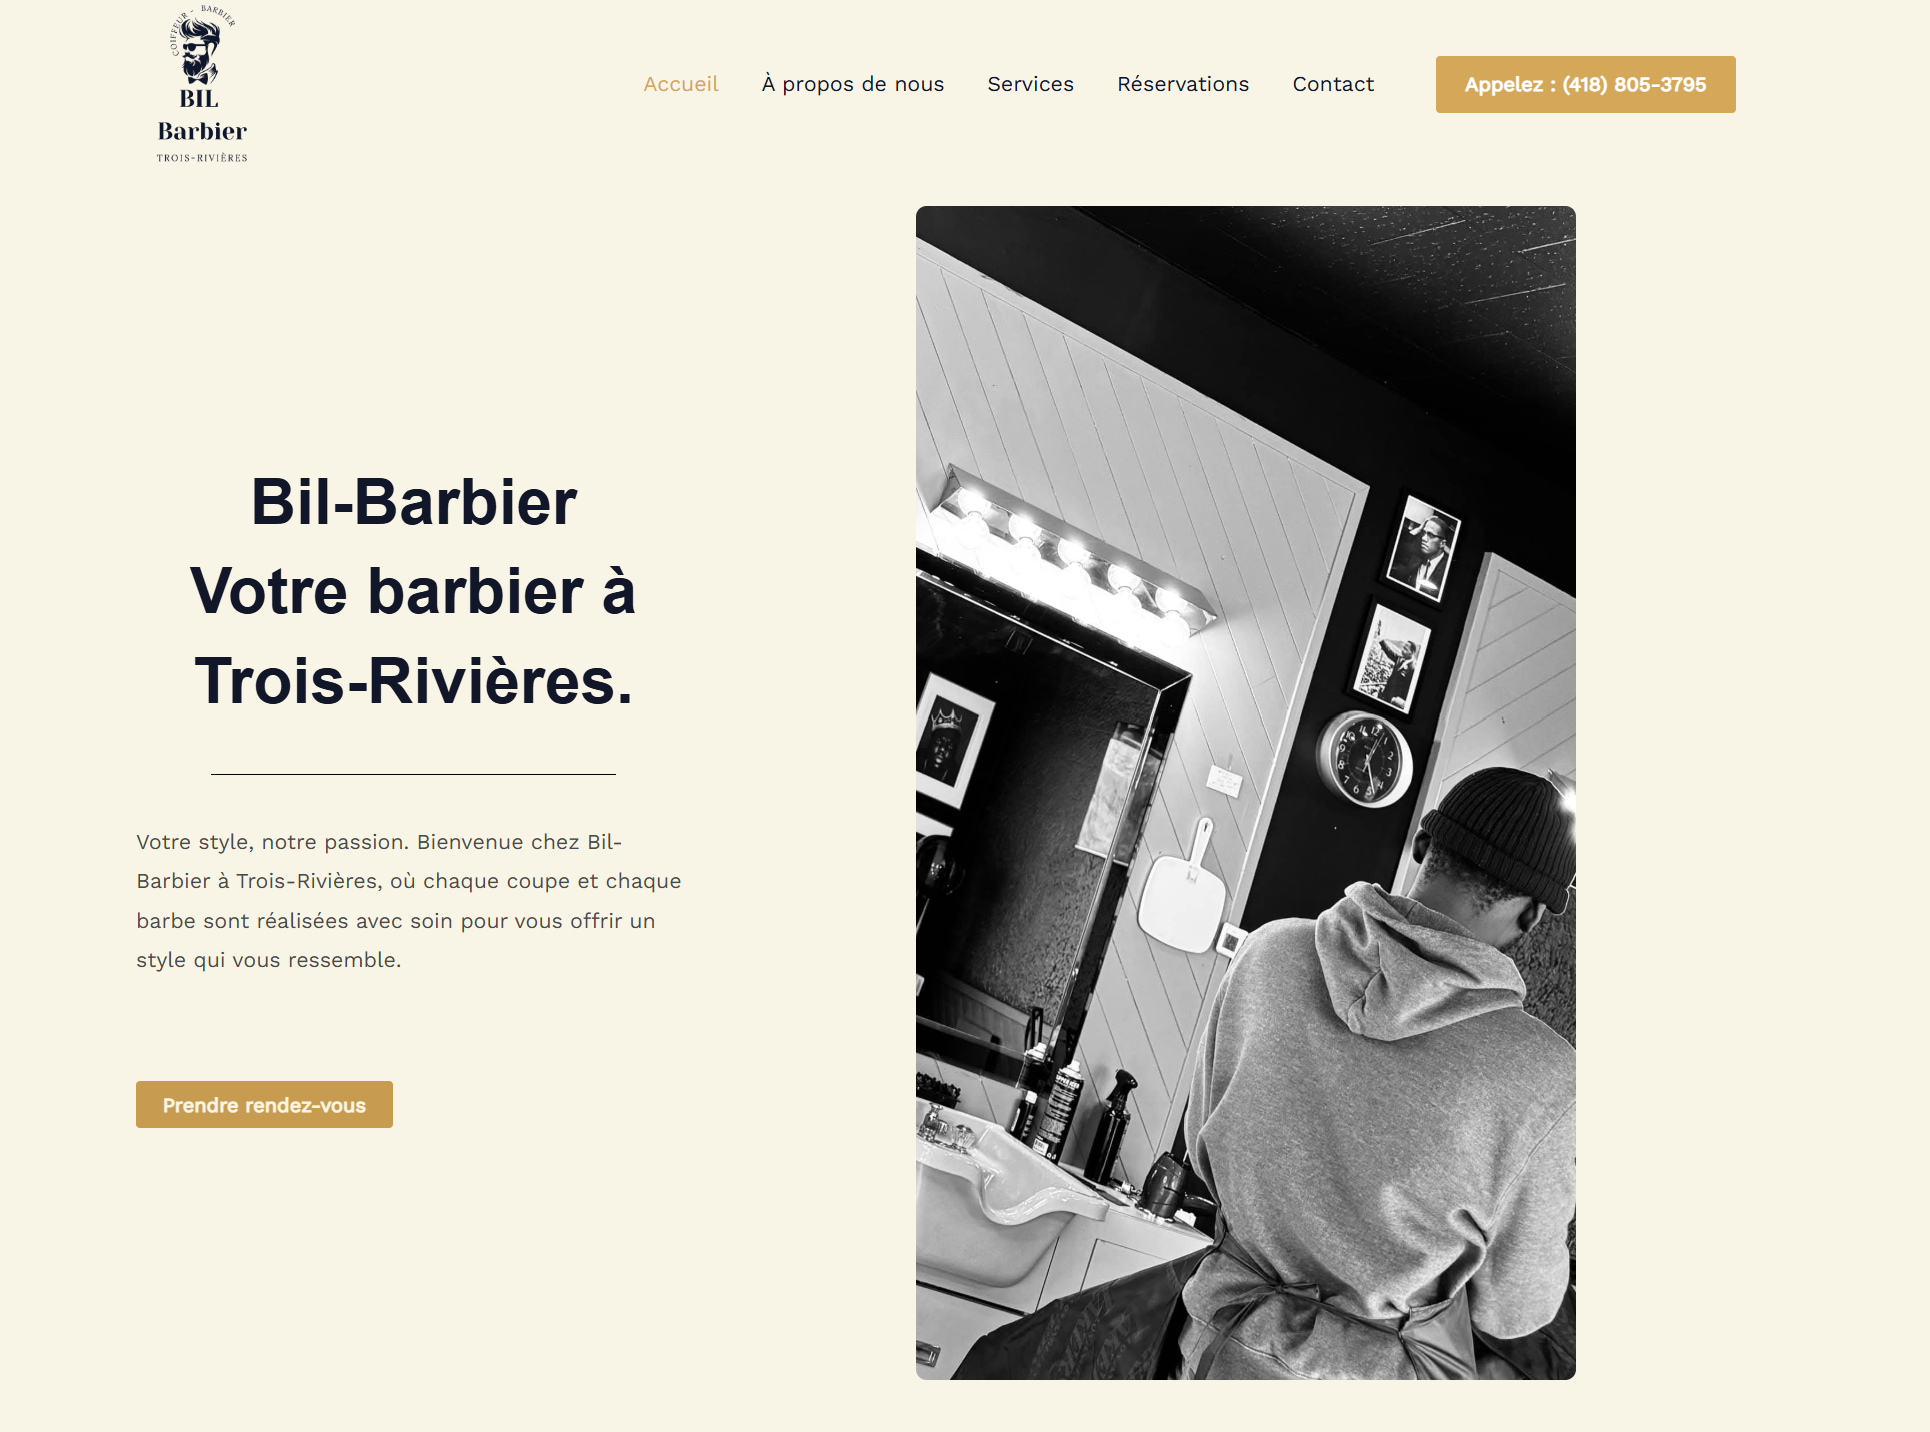 COIFFEUR - BARBIER
BIL
Barbier
TROIS-RIVIÈRES
Accueil
À propos de nous
Services
Réservations
Contact
Appelez : (418) 805-3795
Bil-Barbier
Votre barbier à
Trois-Rivières.
Votre style, notre passion. Bienvenue chez Bil-
Barbier à Trois-Rivières, où chaque coupe et chaque
barbe sont réalisées avec soin pour vous offrir un
style qui vous ressemble.
Prendre rendez-vous